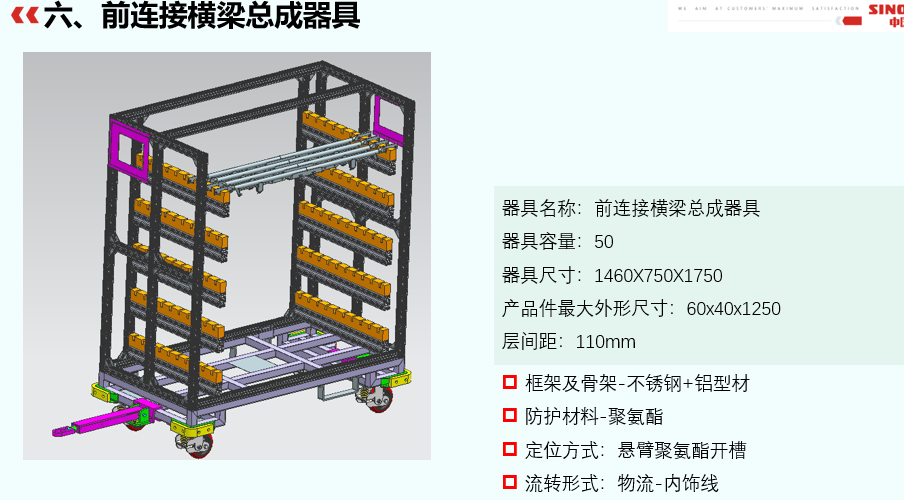 六、前连接横梁总成器具
WE AIM AT CUSTOMERS' MAXIMUM SATISFACTION
SINO
中国
器具名称：前连接横梁总成器具
器具容量：50
器具尺寸：1460X750X1750
产品件最大外形尺寸：60x40x1250
层间距：110mm
框架及骨架-不锈钢+铝型材
防护材料-聚氨酯
定位方式：悬臂聚氨酯开槽
流转形式：物流-内饰线